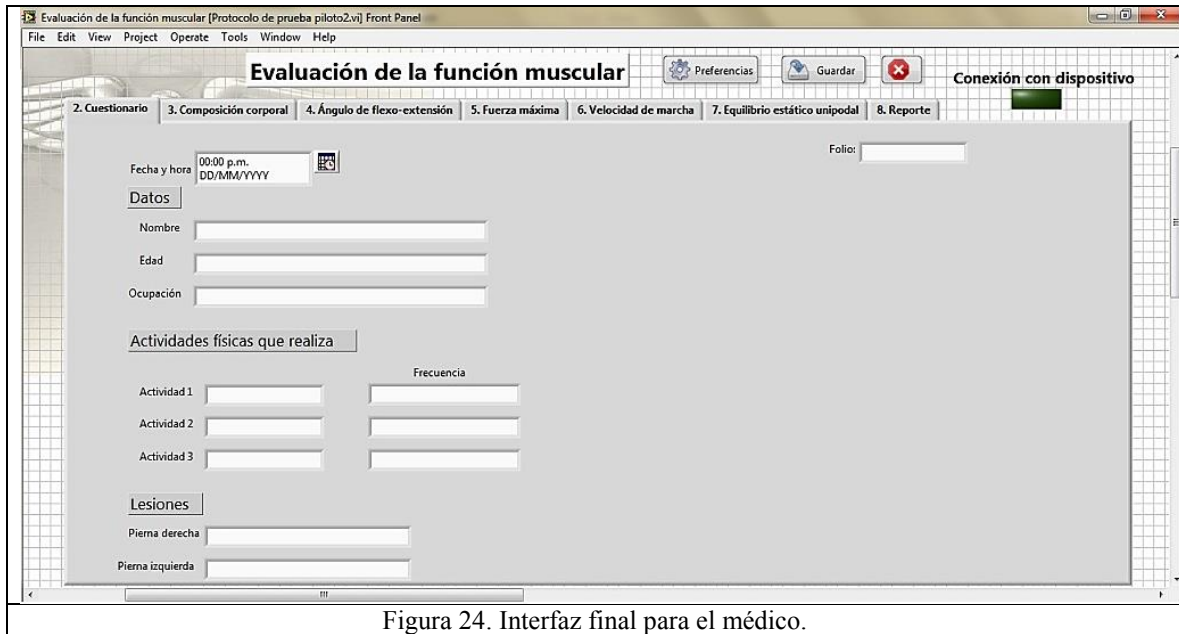 Evaluación de la función muscular [Protocolo de prueba piloto2.vi] Front Panel
File Edit View Project Operate Tools Window Help
Evaluación de la función muscular
Preferencias
Guardar
Conexión con dispositivo
2. Cuestionario 3. Composición corporal 4. Ángulo de flexo-extensión 5. Fuerza máxima 6. Velocidad de marcha 7. Equilibrio estático unipodal 8. Reporte
Folio:
Fecha y hora 00:00 p.m.
DD/MM/YYYY
Datos
Nombre
Edad
Ocupación
Actividades físicas que realiza
Frecuencia
Actividad 1
Actividad 2
Actividad 3
Lesiones
Pierna derecha
Pierna izquierda
Figura 24. Interfaz final para el médico.